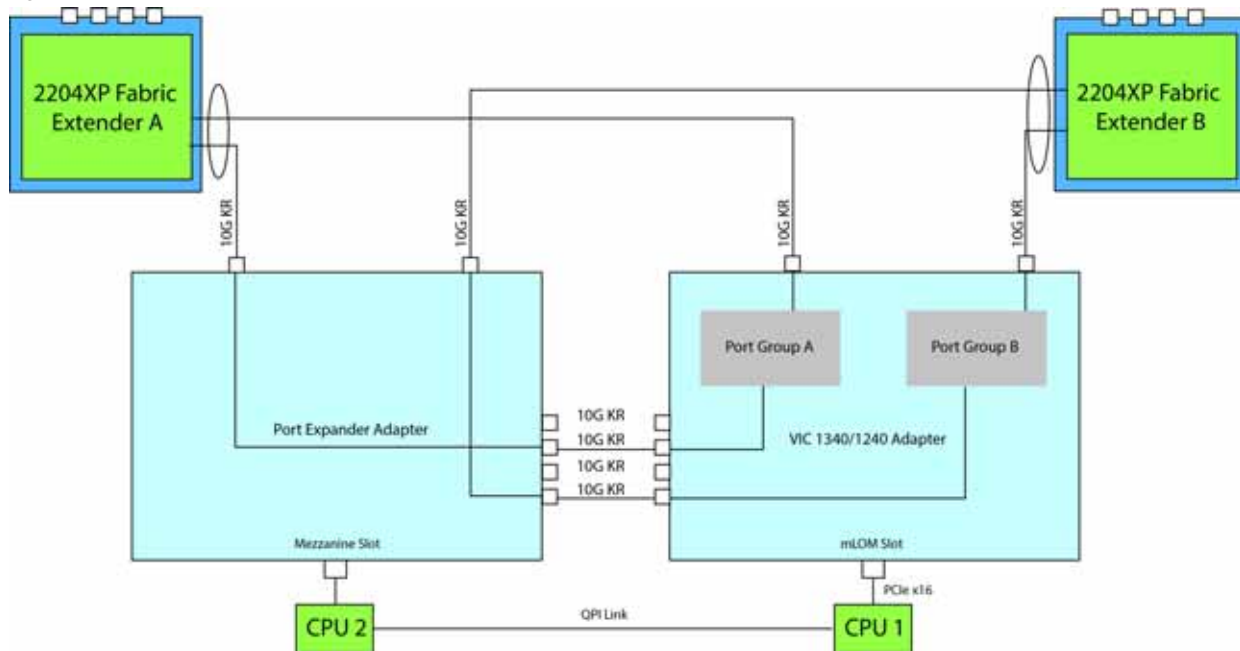 2204XP Fabric
Extender A
2204XP Fabric
Extender B
10G KR
10G KR
10G KR
10G KR
Port Group A
Port Group B
Port Expander Adapter
10G KR
10G KR
10G KR
10G KR
VIC 1340/1240 Adapter
Mezzanine Slot
mLOM Slot
PCIe x16
CPU 2
QPI Link
CPU 1